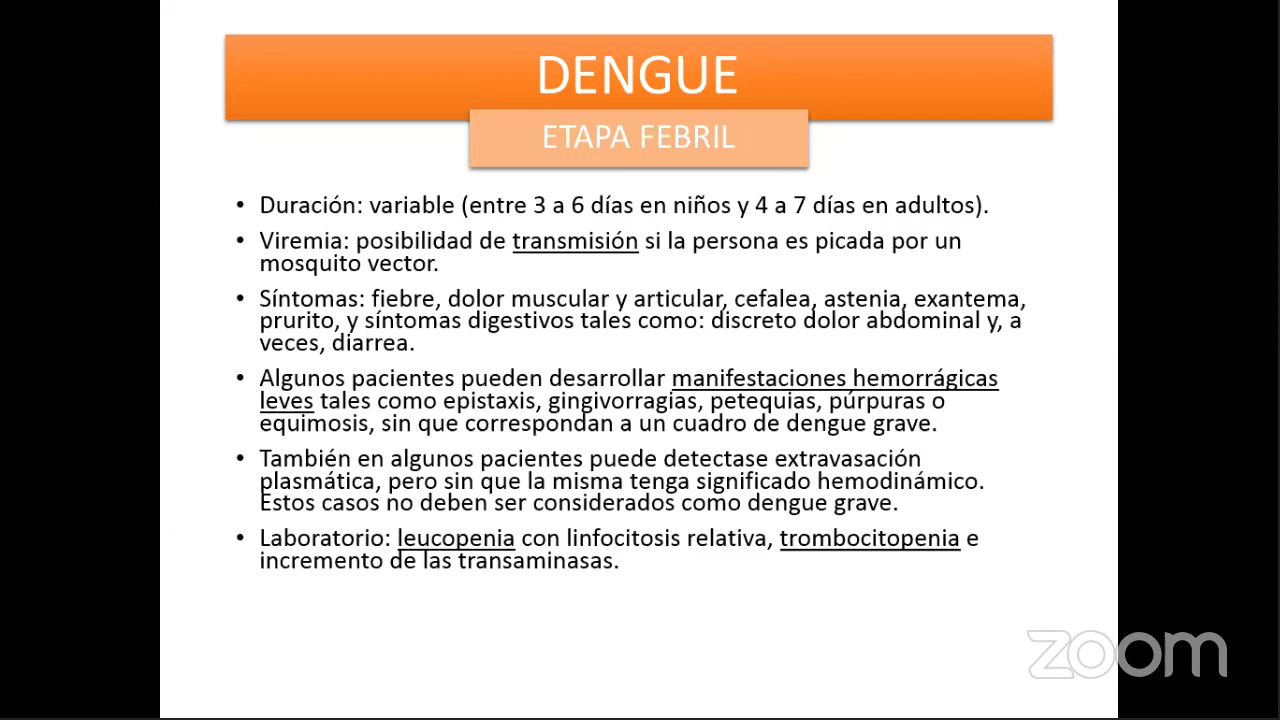 DENGUE
ETAPA FEBRIL
• Duración: variable (entre 3 a 6 días en niños y 4 a 7 días en adultos).
• Viremia: posibilidad de transmisión si la persona es picada por un
mosquito vector.
• Síntomas: fiebre, dolor muscular y articular, cefalea, astenia, exantema,
prurito, y síntomas digestivos tales como: discreto dolor abdominal y, a
veces, diarrea.
• Algunos pacientes pueden desarrollar manifestaciones hemorrágicas
leves tales como epistaxis, gingivorragias, petequias, púrpuras o
equimosis, sin que correspondan a un cuadro de dengue grave.
• También en algunos pacientes puede detectase extravasación
plasmática, pero sin que la misma tenga significado hemodinámico.
Estos casos no deben ser considerados como dengue grave.
• Laboratorio: leucopenia con linfocitosis relativa, trombocitopenia e
incremento de las transaminasas.
zoom